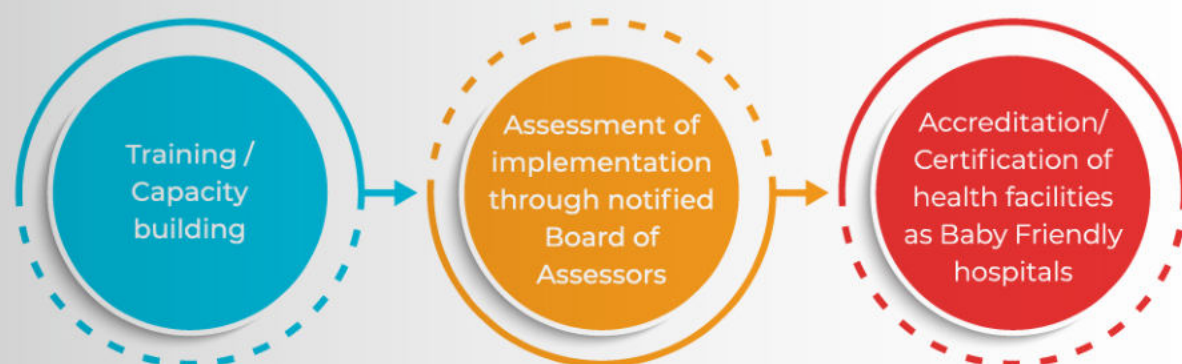 Training /
Capacity
building
Assessment of
implementation
through notified
Board of
Assessors
Accreditation/
Certification of
health facilities
as Baby Friendly
hospitals